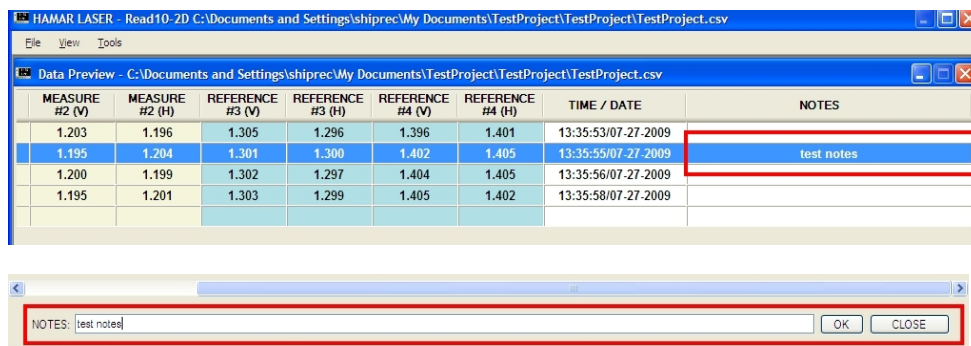 HAMAR LASER - Read10-2D C:\Documents and Settings\shiprec\My Documents\TestProject\TestProject\TestProject.csv
File View Tools
Data Preview - C:\Documents and Settings\shiprec\My Documents\TestProject\TestProject\TestProject.csv
MEASURE #2 (V) MEASURE #2 (H) REFERENCE #3 (V) REFERENCE #3 (H) REFERENCE #4 (V) REFERENCE #4 (H) TIME / DATE NOTES
1.203 1.196 1.305 1.296 1.396 1.401 13:35:53/07-27-2009
1.195 1.204 1.301 1.300 1.402 1.405 13:35:55/07-27-2009 test notes
1.200 1.199 1.302 1.297 1.404 1.405 13:35:56/07-27-2009
1.195 1.201 1.303 1.299 1.405 1.402 13:35:58/07-27-2009
NOTES: test notes OK CLOSE